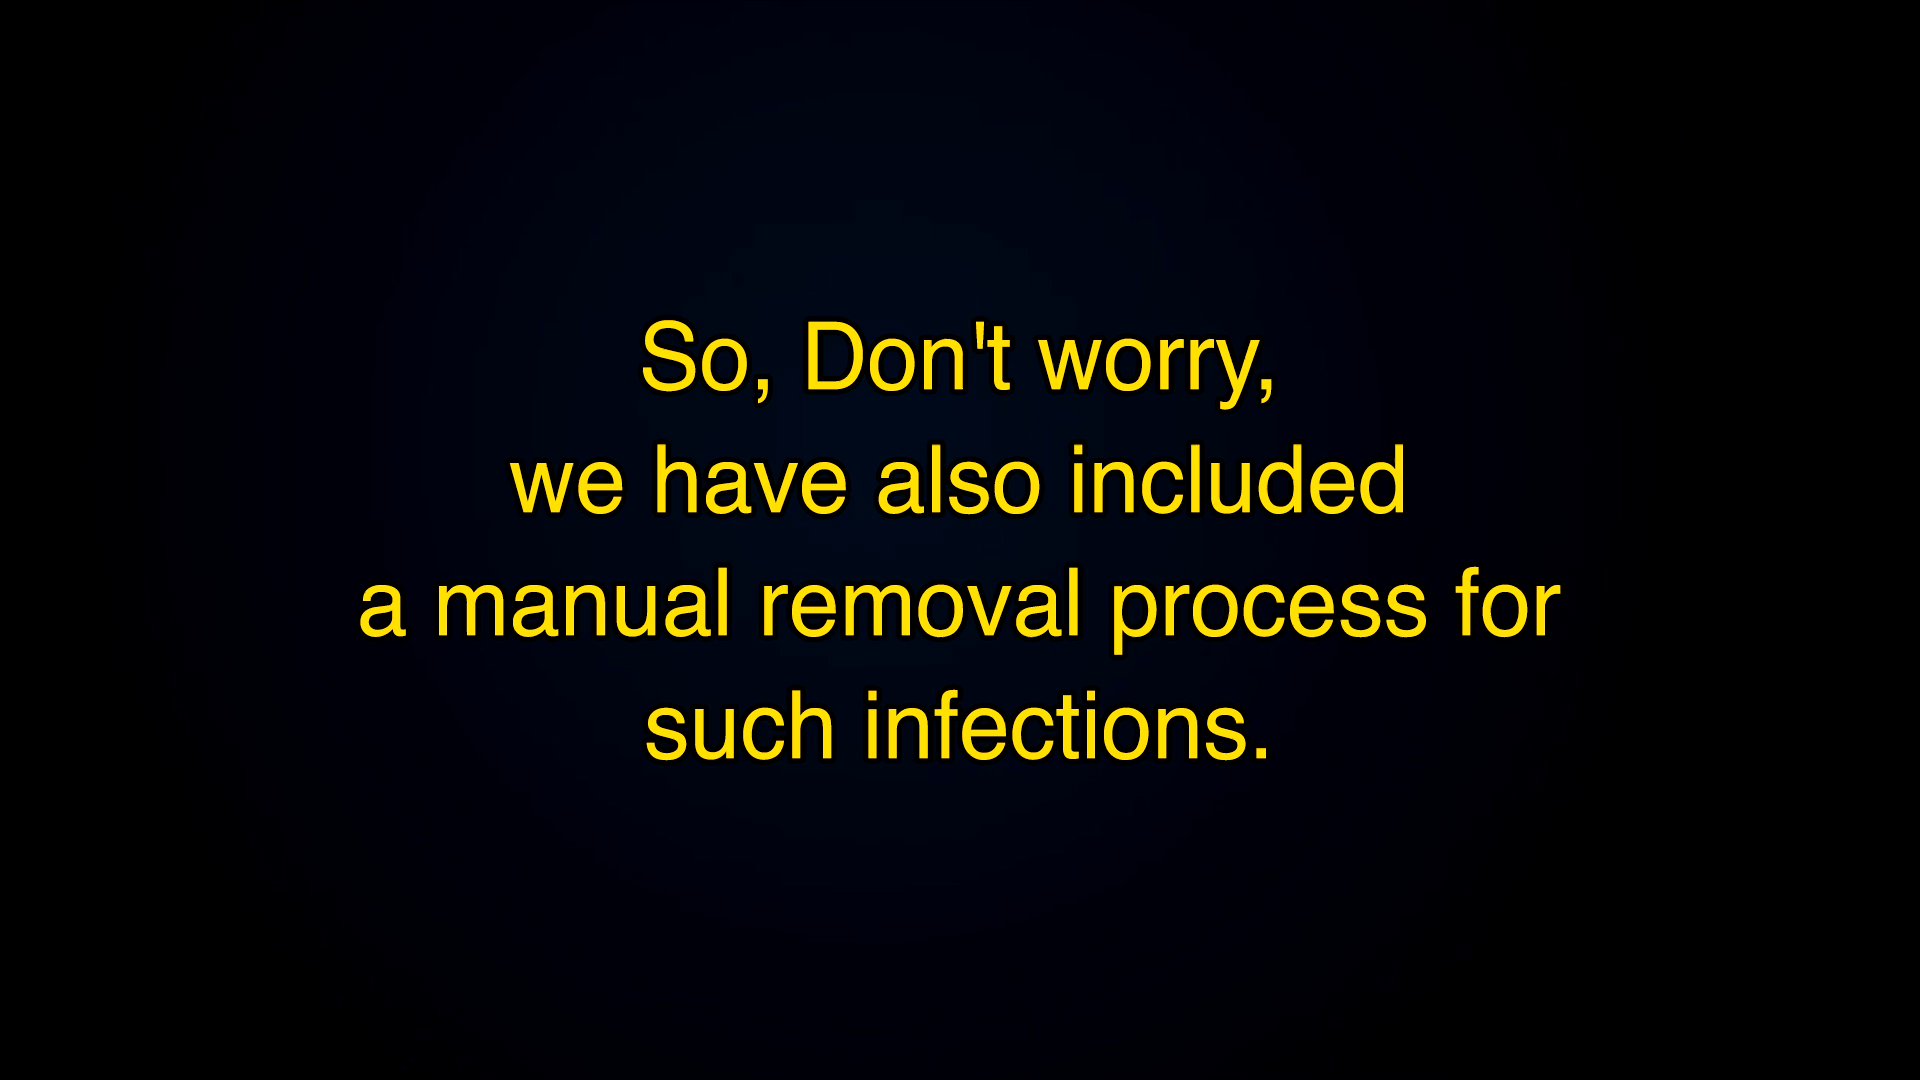 So, Don't worry,
we have also included
a manual removal process for
such infections.